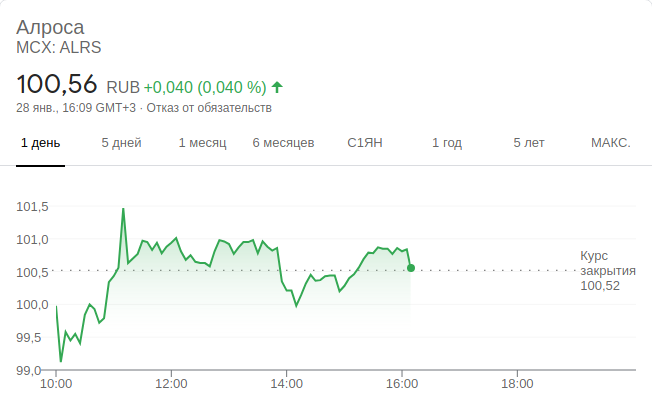 Алроса
MCX: ALRS
100,56 RUB +0,040 (0,040 %)
28 янв., 16:09 GMT+3 · Отказ от обязательств
1 день 5 дней 1 месяц 6 месяцев С1ЯН 1 год 5 лет МАКС.
101,5
101,0
Курс
100,5 закрытия
100,52
100,0
99,5
99,0
10:00 12:00 14:00 16:00 18:00